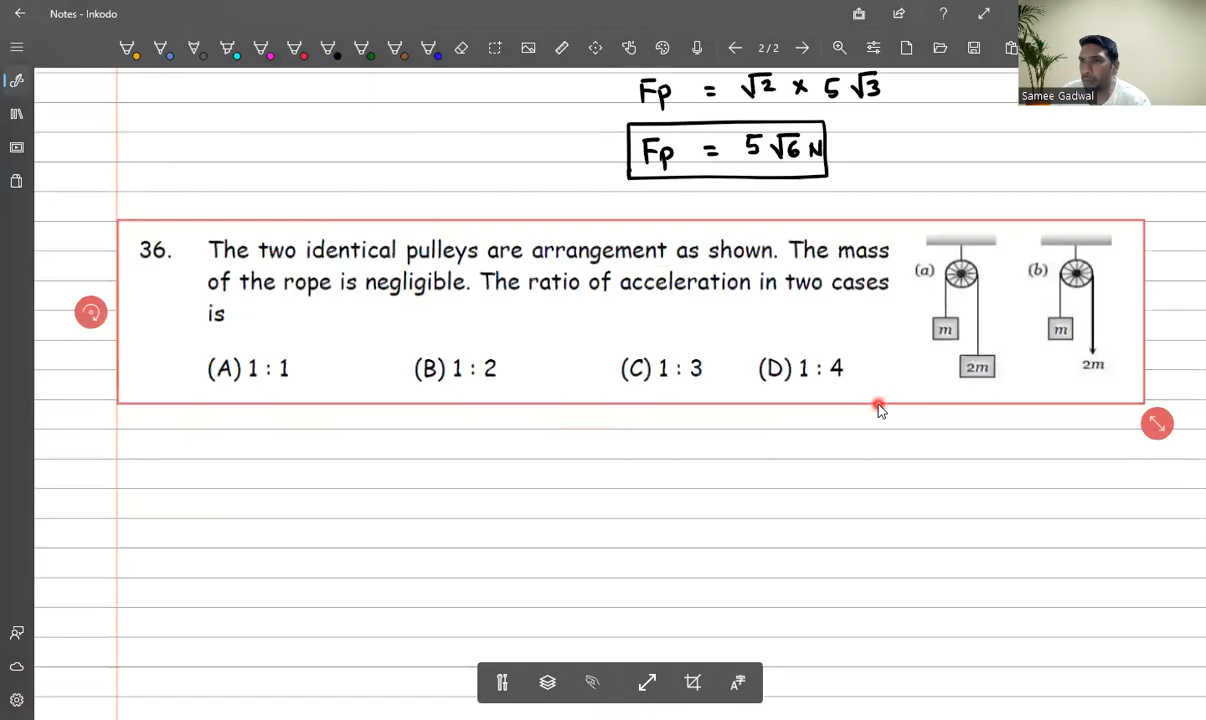 Notes - Inkodo
2/2
Samee Gadwal
Fp = √2 × 5√3
Fp = 5√6 N
36. The two identical pulleys are arrangement as shown. The mass
of the rope is negligible. The ratio of acceleration in two cases
is
(A) 1 : 1 (B) 1 : 2 (C) 1 : 3 (D) 1 : 4
(a) (b)
m m
2m 2m